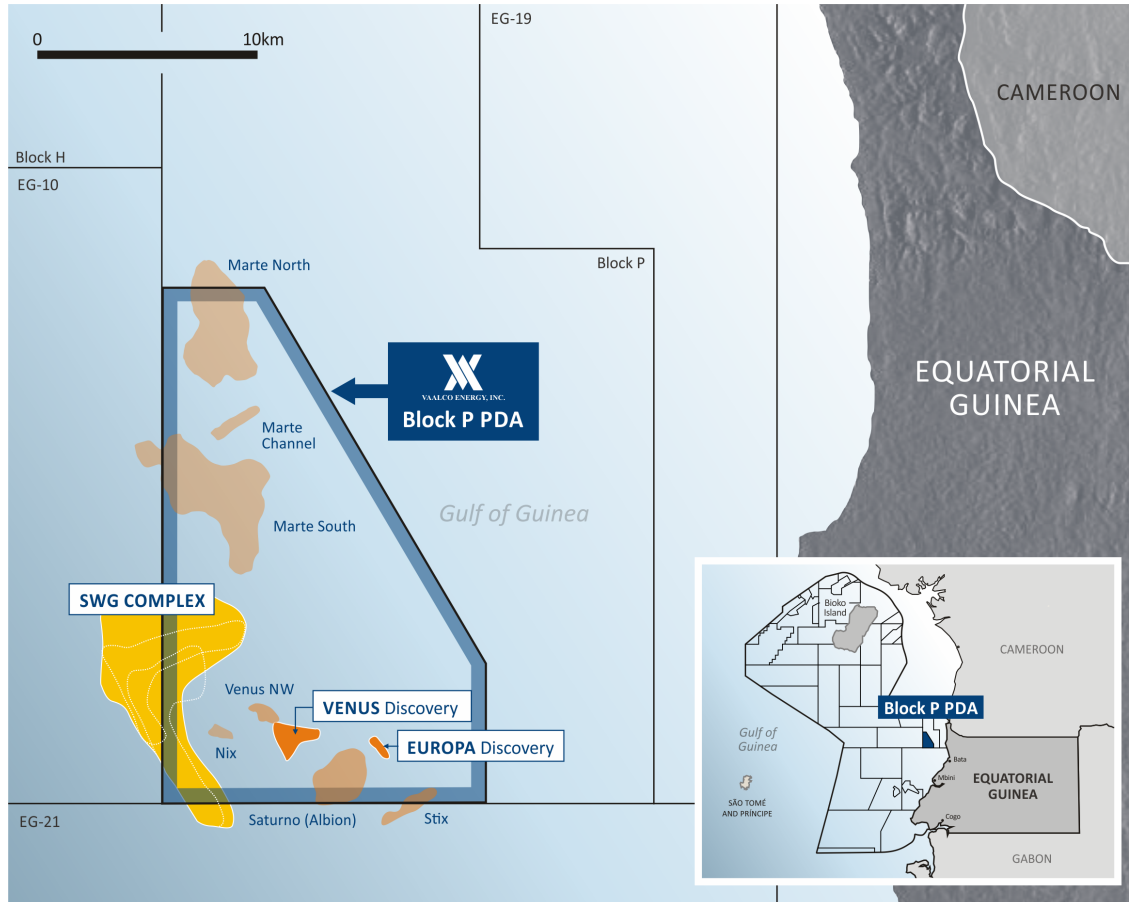 EG-19
0
10km
CAMEROON
Block H
EG-10
Marte North
Block P
VAALCO ENERGY, INC.
Block P PDA
EQUATORIAL
GUINEA
Marte
Channel
Gulf of Guinea
Marte South
SWG COMPLEX
Venus NW
VENUS Discovery
Nix
EUROPA Discovery
EG-21
Saturno (Albion)
Stix
Bioko
Island
CAMEROON
Block P PDA
Gulf of
Guinea
Bata
Mbini
EQUATORIAL
GUINEA
SÃO TOMÉ
AND PRÍNCIPE
Cogo
GABON